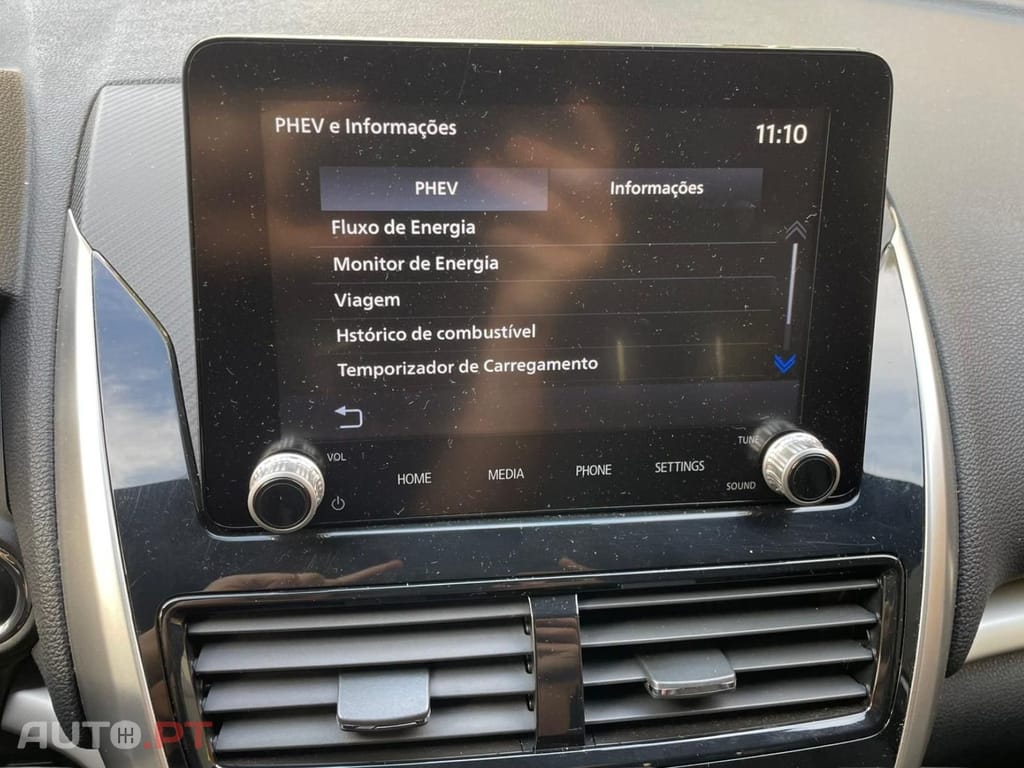 PHEV e Informações
11:10
PHEV
Informações
Fluxo de Energia
Monitor de Energia
Viagem
Hstórico de combustível
Temporizador de Carregamento
VOL
TUNE
HOME
MEDIA
PHONE
SETTINGS
SOUND
AUTO.PT